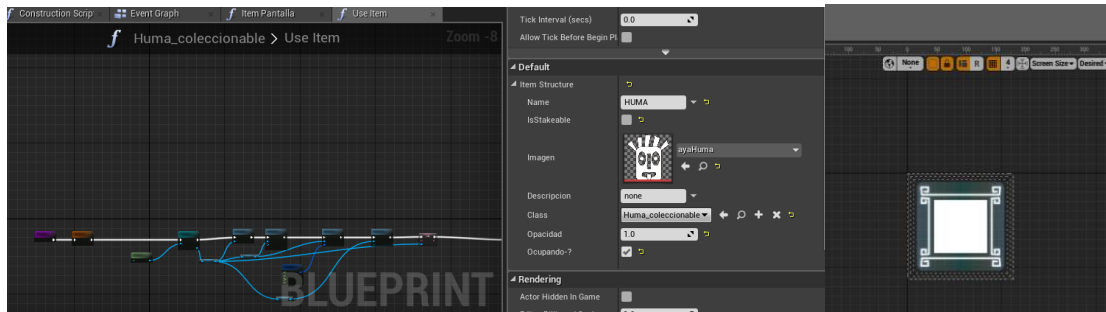 Construction Scrip
Event Graph
Item Pantalla
Use Item
Huma_coleccionable > Use Item
Zoom -8
BLUEPRINT
Tick Interval (secs)
0.0
Allow Tick Before Begin Pl
Default
Item Structure
Name
HUMA
IsStakeable
Imagen
ayaHuma
Descripcion
none
Class
Huma_coleccionable
Opacidad
1.0
Ocupando-?
Rendering
Actor Hidden In Game
None
R
4
Screen Size
Desired